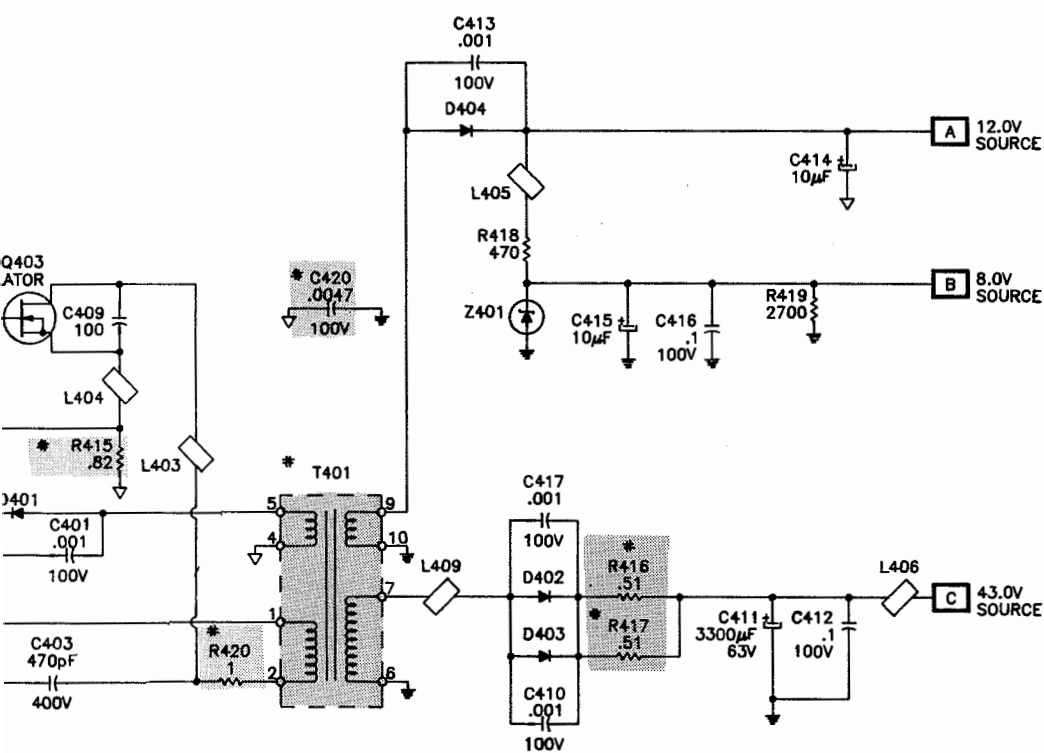 C413
.001
100V
D404
A
12.0V
SOURCE
C414 +
10µF
L405
R418
470
B
8.0V
SOURCE
Q403
ATOR
C409
100
* C420
.0047
100V
Z401
C415 +
10µF
C416
.1
100V
R419
2700
L404
* R415
.82
L403
*
T401
D401
C401
.001
100V
5
4
9
10
7
6
1
2
L409
C417
.001
100V
D402
D403
C410
.001
100V
*
R416
.51
*
R417
.51
C411 +
3300µF
63V
C412
.1
100V
L406
C
43.0V
SOURCE
C403
470pF
400V
*
R420
1